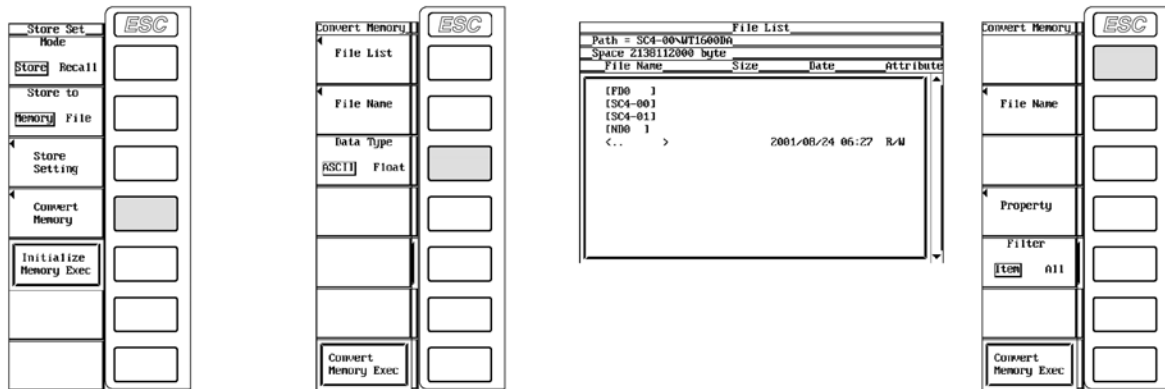 Store Set
Mode
Store Recall
Store to
Memory File
Store
Setting
Convert
Memory
Initialize
Memory Exec
ESC
Convert Memory
File List
File Name
Data Type
ASCII Float
Convert
Memory Exec
ESC
File List
Path = SC4-00\WT1600DA
Space 2138112000 byte
File Name Size Date Attribute
[FD0 ]
[SC4-00]
[SC4-01]
[ND0 ]
<.. > 2001/08/24 06:27 R/W
Convert Memory
File Name
Property
Filter
Item All
Convert
Memory Exec
ESC